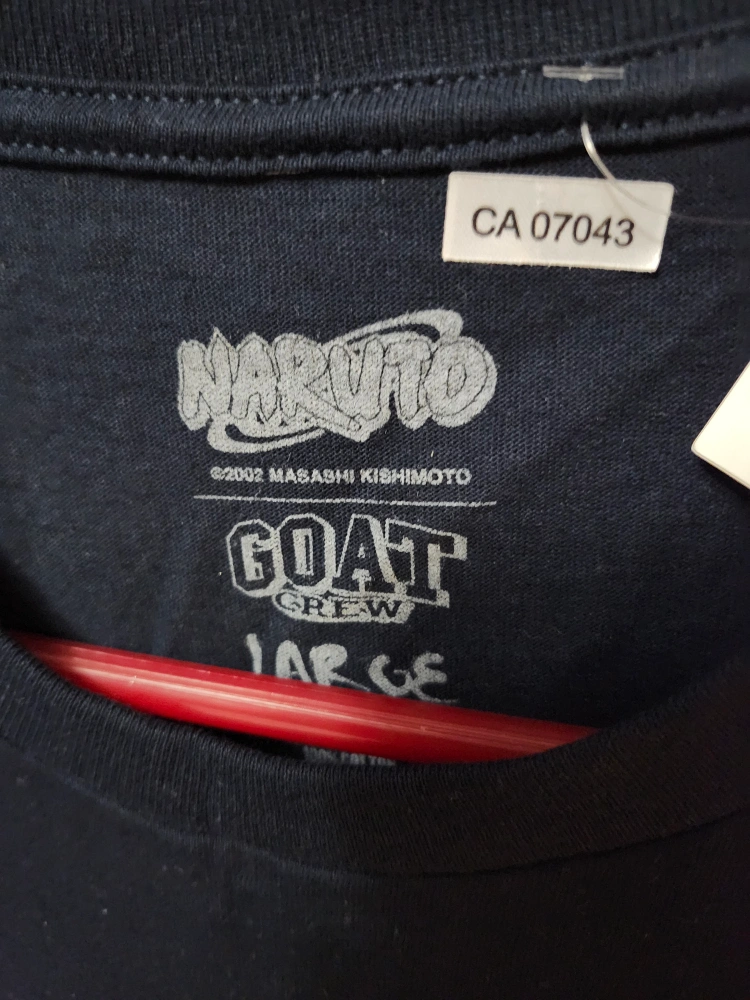 CA 07043
NARUTO
©2002 MASASHI KISHIMOTO
GOAT
CREW
LARGE